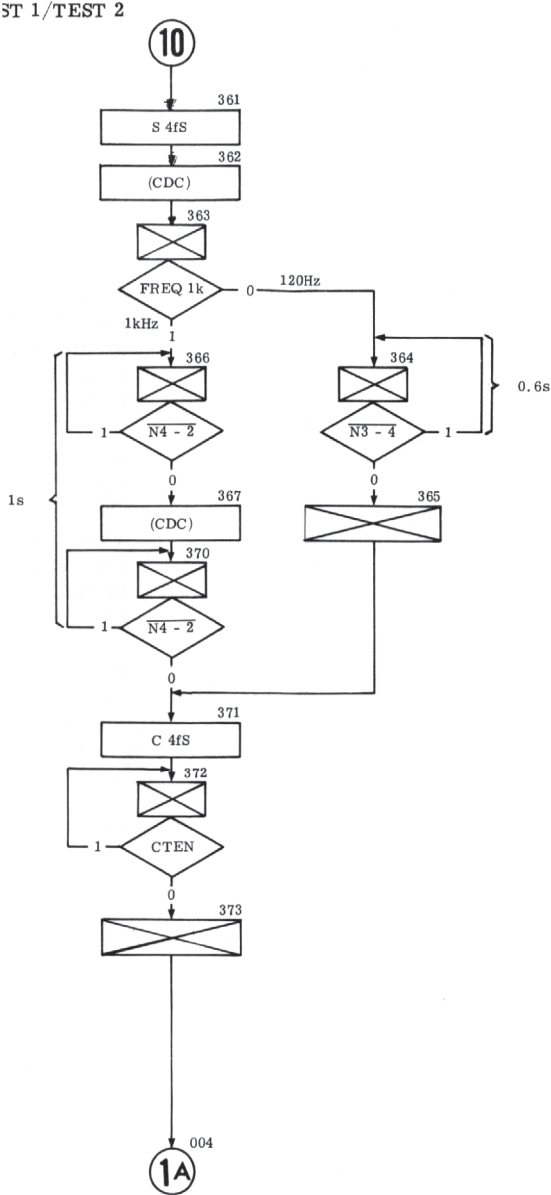 ST 1/TEST 2
10
361
S 4fS
362
(CDC)
363
FREQ 1k
0
120Hz
1kHz
1
366
364
0.6s
1
N4 - 2
N3 - 4
1
0
0
1s
367
365
(CDC)
370
1
N4 - 2
0
371
C 4fS
372
1
CTEN
0
373
004
1A